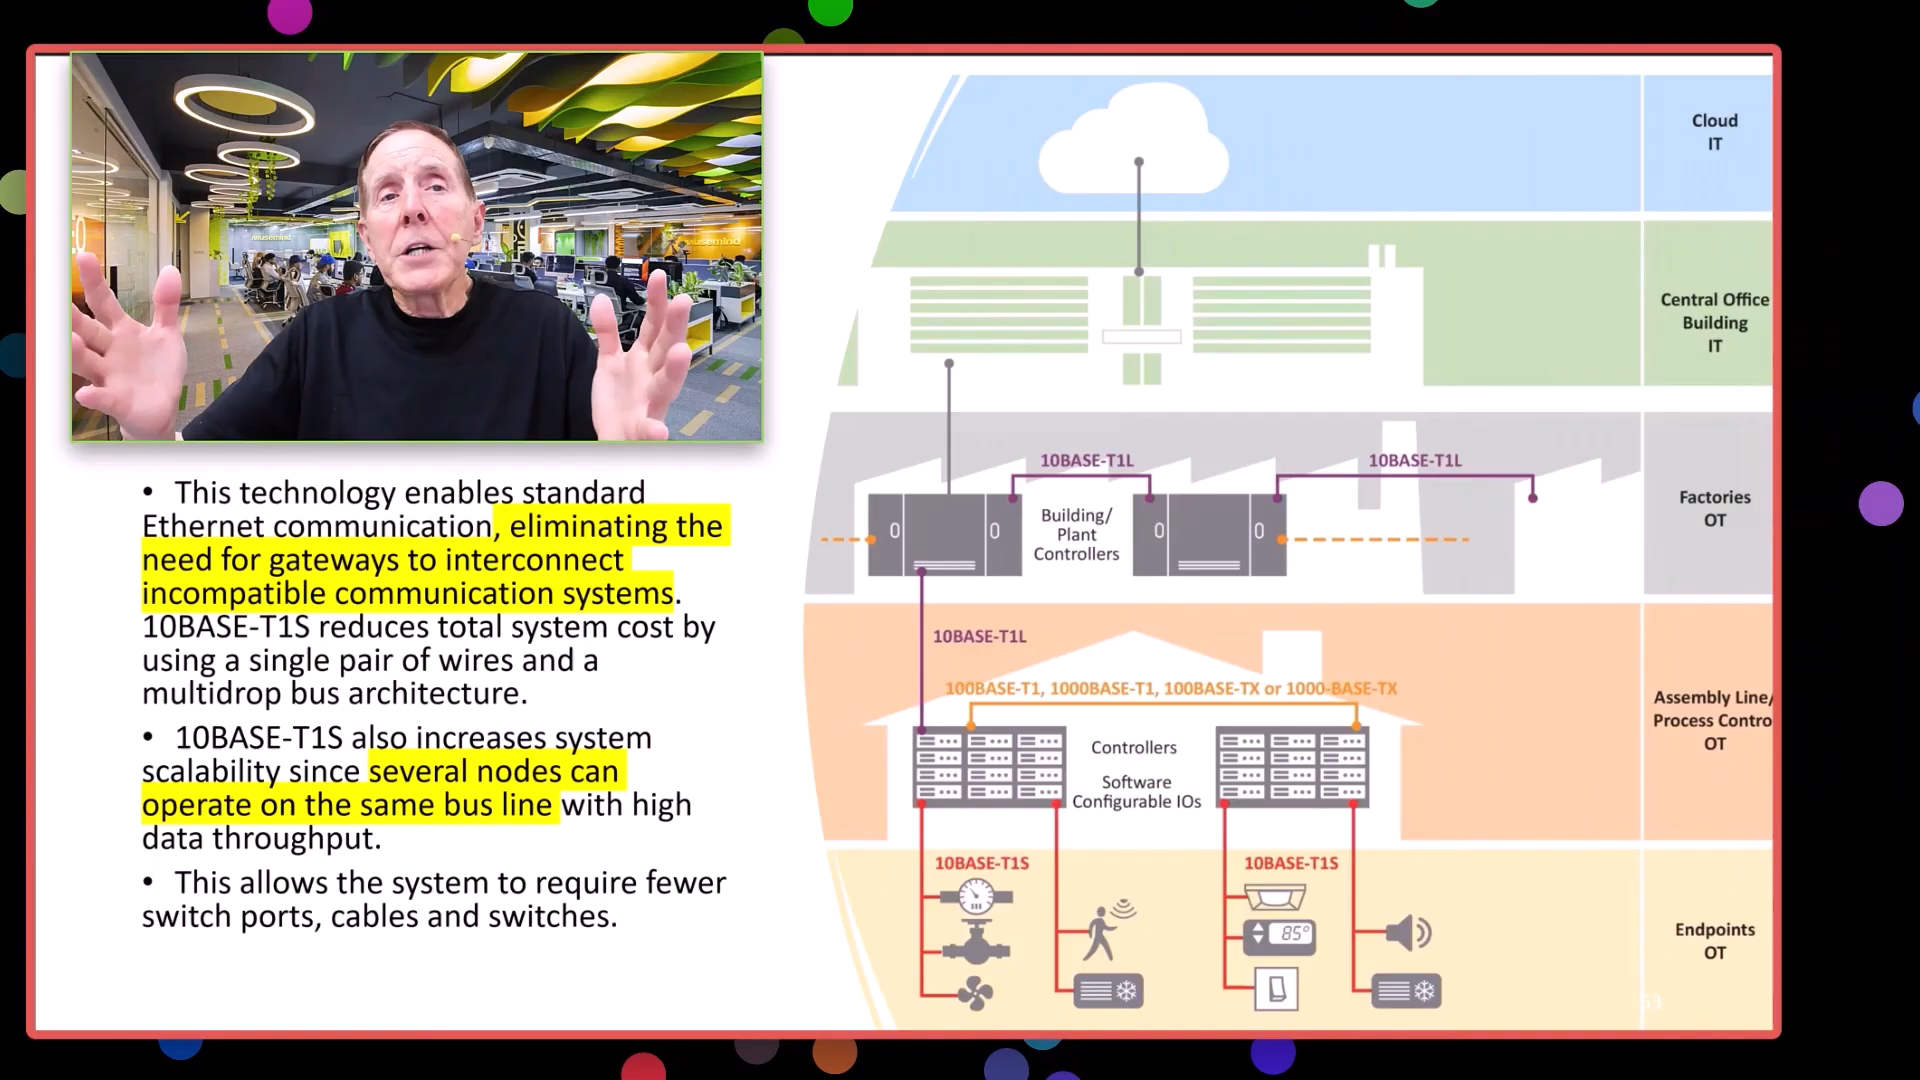 musemind
musemind
• This technology enables standard
Ethernet communication, eliminating the
need for gateways to interconnect
incompatible communication systems.
10BASE-T1S reduces total system cost by
using a single pair of wires and a
multidrop bus architecture.
• 10BASE-T1S also increases system
scalability since several nodes can
operate on the same bus line with high
data throughput.
• This allows the system to require fewer
switch ports, cables and switches.
Cloud
IT
Central Office
Building
IT
10BASE-T1L
10BASE-T1L
Building/
Plant
Controllers
Factories
OT
10BASE-T1L
100BASE-T1, 1000BASE-T1, 100BASE-TX or 1000-BASE-TX
Controllers
Software
Configurable IOs
Assembly Line/
Process Contro
OT
10BASE-T1S
10BASE-T1S
85°
Endpoints
OT
53